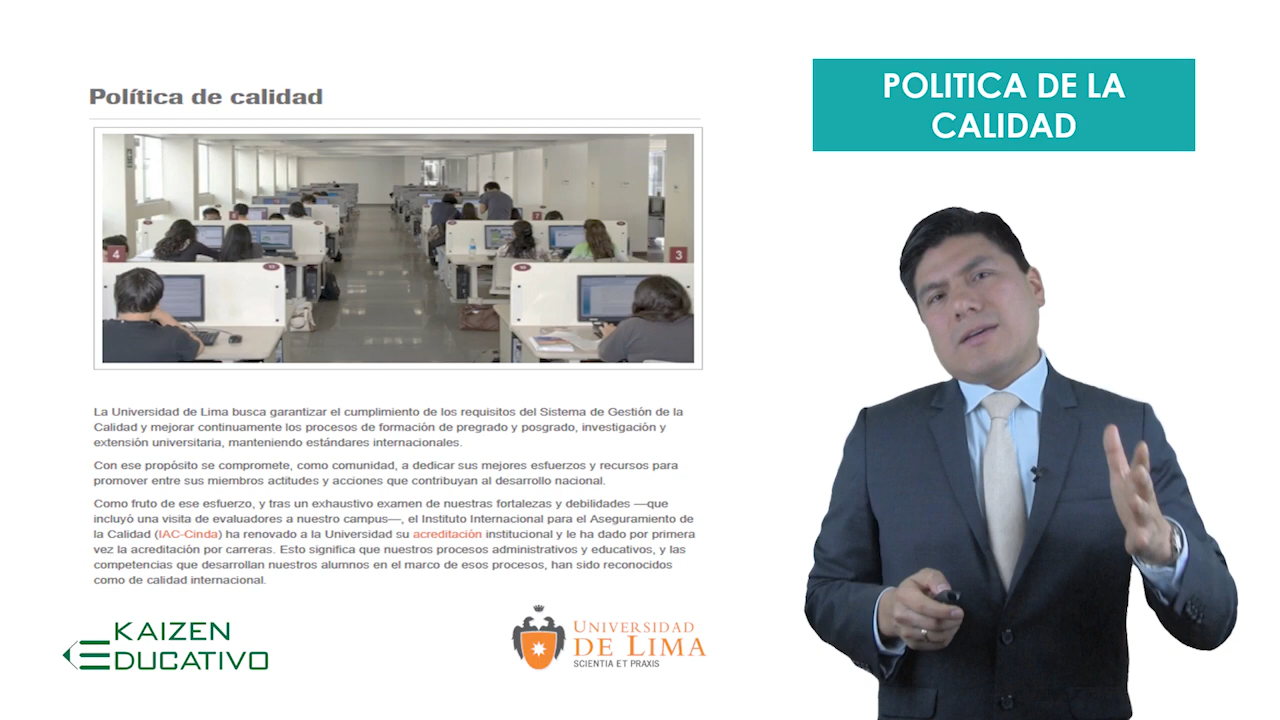 Política de calidad
4
3
La Universidad de Lima busca garantizar el cumplimiento de los requisitos del Sistema de Gestión de la
Calidad y mejorar continuamente los procesos de formación de pregrado y posgrado, investigación y
extensión universitaria, manteniendo estándares internacionales.
Con ese propósito se compromete, como comunidad, a dedicar sus mejores esfuerzos y recursos para
promover entre sus miembros actitudes y acciones que contribuyan al desarrollo nacional.
Como fruto de ese esfuerzo, y tras un exhaustivo examen de nuestras fortalezas y debilidades —que
incluyó una visita de evaluadores a nuestro campus—, el Instituto Internacional para el Aseguramiento de
la Calidad (IAC-Cinda) ha renovado a la Universidad su acreditación institucional y le ha dado por primera
vez la acreditación por carreras. Esto significa que nuestros procesos administrativos y educativos, y las
competencias que desarrollan nuestros alumnos en el marco de esos procesos, han sido reconocidos
como de calidad internacional.
KAIZEN
EDUCATIVO
UNIVERSIDAD
DE LIMA
SCIENTIA ET PRAXIS
POLITICA DE LA
CALIDAD